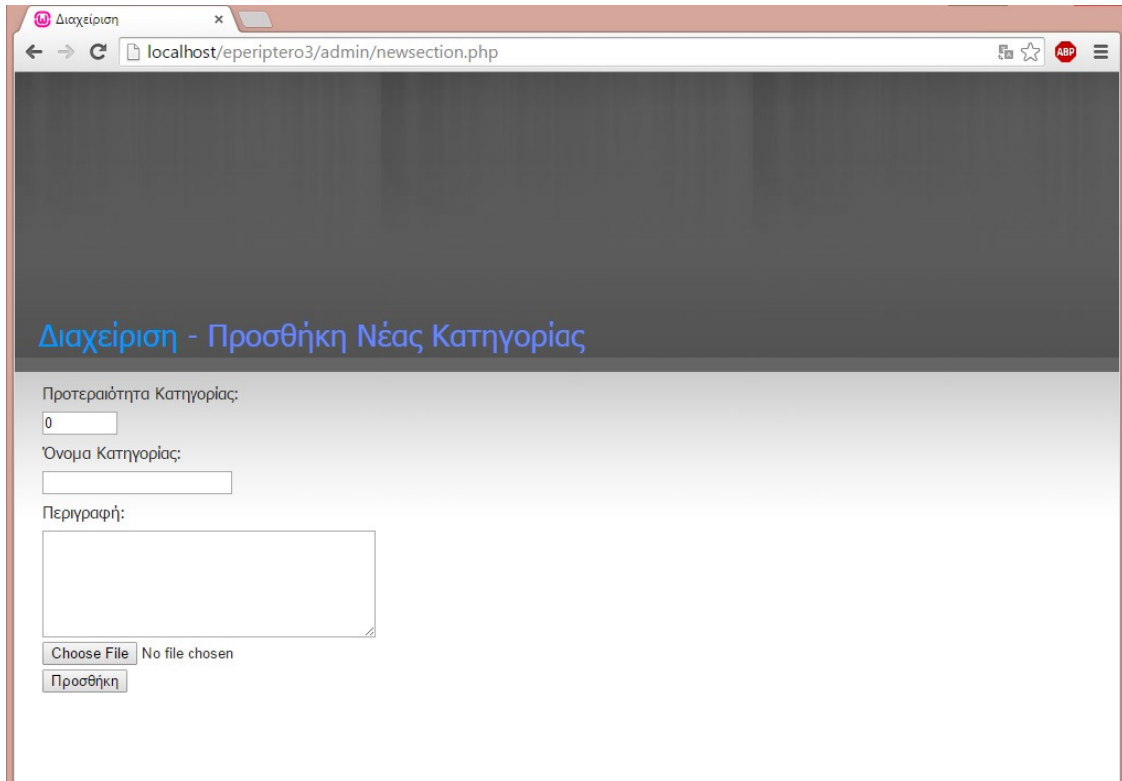 Διαχείριση
localhost/eperiptero3/admin/newsection.php
ABP
Διαχείριση - Προσθήκη Νέας Κατηγορίας
Προτεραιότητα Κατηγορίας:
0
Όνομα Κατηγορίας:
Περιγραφή:
Choose File No file chosen
Προσθήκη